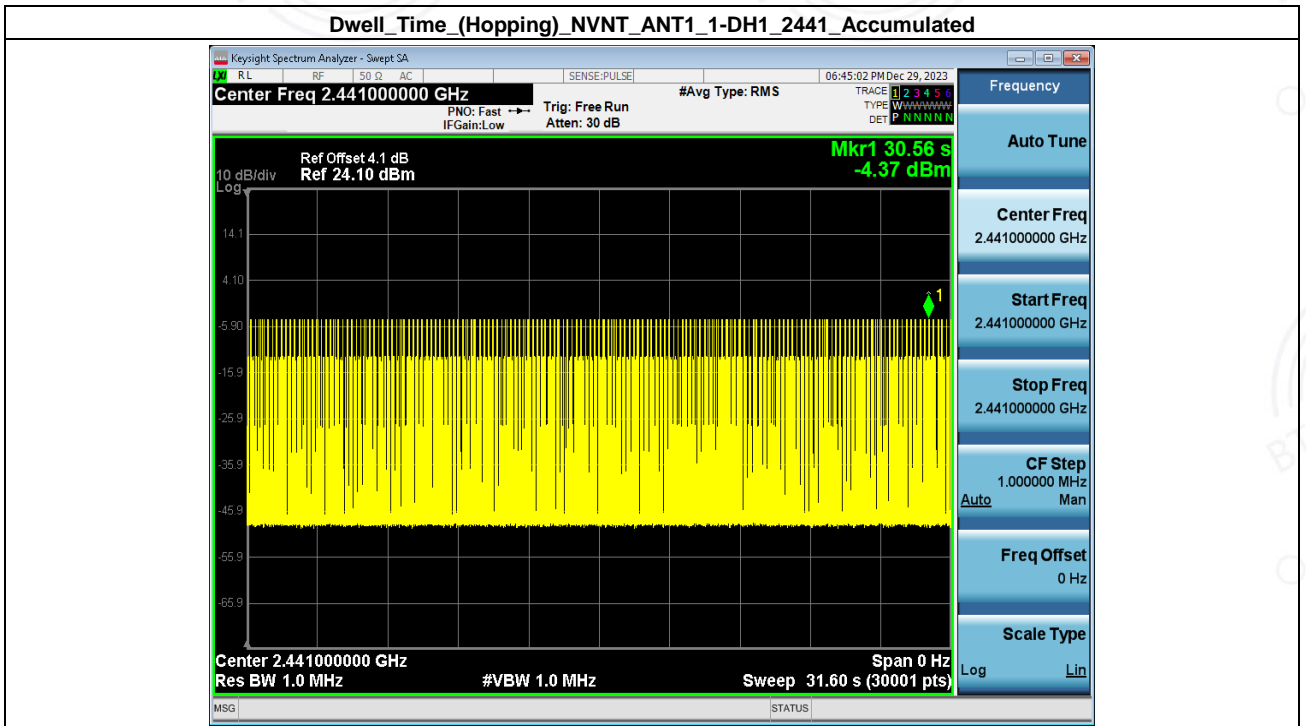 Dwell_Time_(Hopping)_NVNT_ANT1_1-DH1_2441_Accumulated
Keysight Spectrum Analyzer - Swept SA
LXI RL RF 50 Ω AC SENSE:PULSE 06:45:02 PM Dec 29, 2023
Center Freq 2.441000000 GHz
PNO: Fast
IFGain:Low
Trig: Free Run
Atten: 30 dB
#Avg Type: RMS
TRACE 1 2 3 4 5 6
TYPE WWWWWW
DET P N N N N N
Mkr1 30.56 s
-4.37 dBm
Ref Offset 4.1 dB
10 dB/div Ref 24.10 dBm
Log
14.1
4.10
-5.90
-15.9
-25.9
-35.9
-45.9
-55.9
-65.9
1
Center 2.441000000 GHz Span 0 Hz
Res BW 1.0 MHz #VBW 1.0 MHz Sweep 31.60 s (30001 pts)
MSG STATUS
Frequency
Auto Tune
Center Freq
2.441000000 GHz
Start Freq
2.441000000 GHz
Stop Freq
2.441000000 GHz
CF Step
1.000000 MHz
Auto Man
Freq Offset
0 Hz
Scale Type
Log Lin